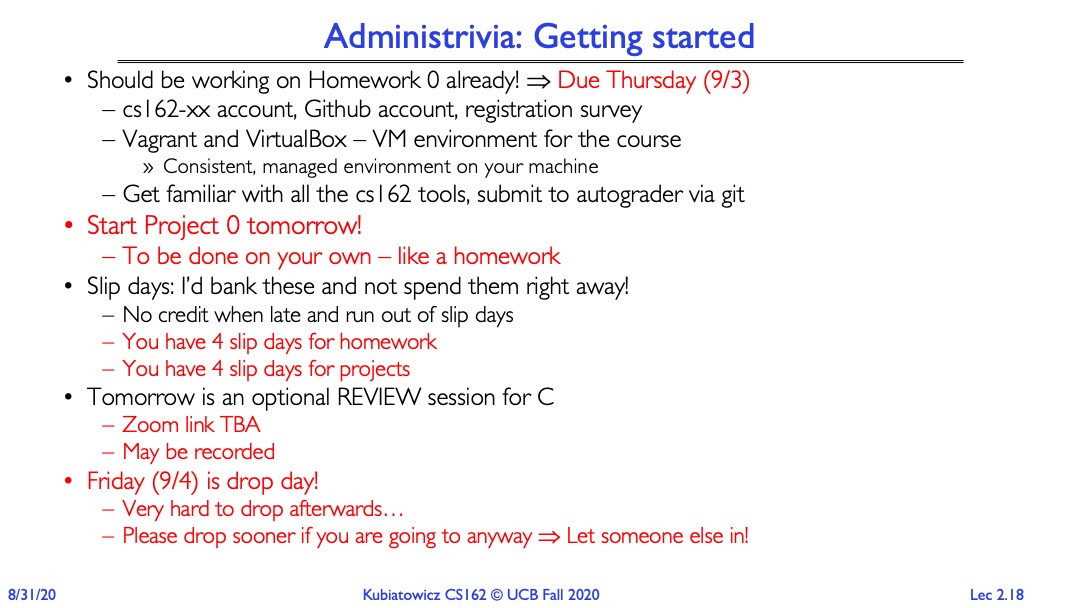 Administrivia: Getting started
• Should be working on Homework 0 already! ⇒ Due Thursday (9/3)
– cs162-xx account, Github account, registration survey
– Vagrant and VirtualBox – VM environment for the course
» Consistent, managed environment on your machine
– Get familiar with all the cs162 tools, submit to autograder via git
• Start Project 0 tomorrow!
– To be done on your own – like a homework
• Slip days: I'd bank these and not spend them right away!
– No credit when late and run out of slip days
– You have 4 slip days for homework
– You have 4 slip days for projects
• Tomorrow is an optional REVIEW session for C
– Zoom link TBA
– May be recorded
• Friday (9/4) is drop day!
– Very hard to drop afterwards…
– Please drop sooner if you are going to anyway ⇒ Let someone else in!
8/31/20
Kubiatowicz CS162 © UCB Fall 2020
Lec 2.18